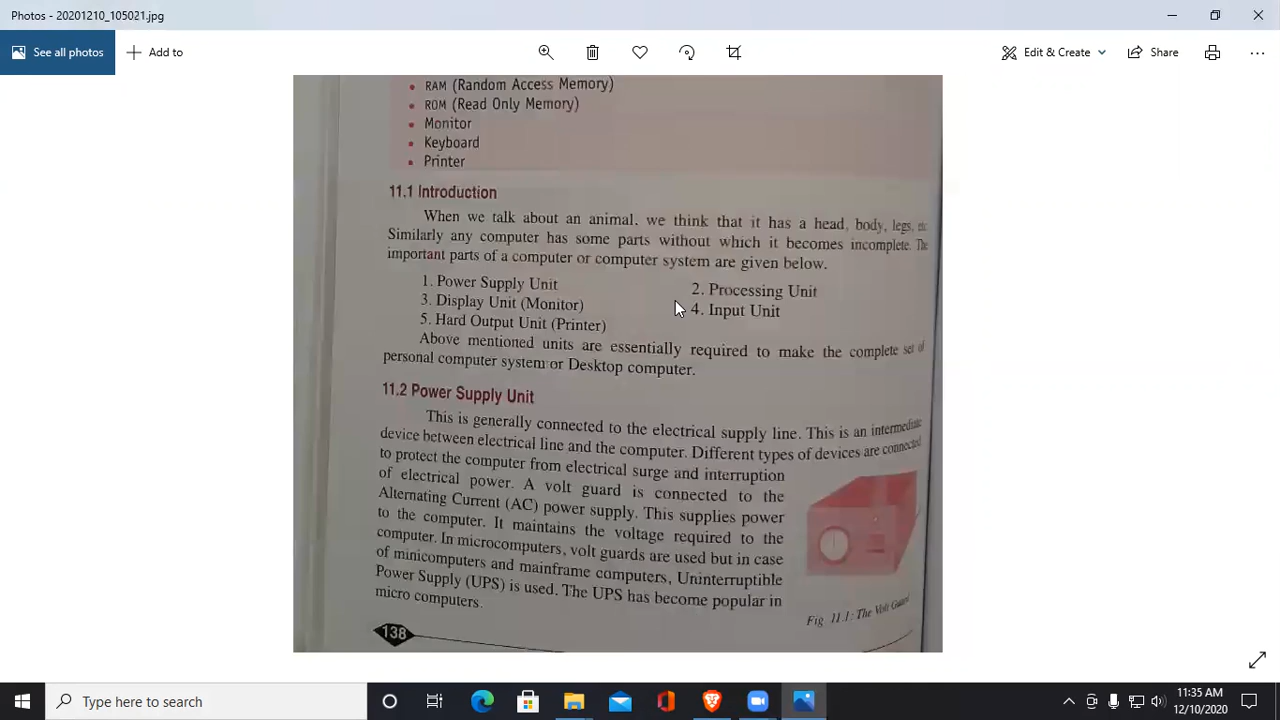 Photos - 20201210_105021.jpg
See all photos
Add to
Edit & Create
Share
RAM (Random Access Memory)
ROM (Read Only Memory)
Monitor
Keyboard
Printer
11.1 Introduction
When we talk about an animal, we think that it has a head, body, legs,
Similarly any computer has some parts without which it becomes incomplete. The
important parts of a computer or computer system are given below.
1. Power Supply Unit
2. Processing Unit
3. Display Unit (Monitor)
4. Input Unit
5. Hard Output Unit (Printer)
Above mentioned units are essentially required to make the complete set of
personal computer system or Desktop computer.
11.2 Power Supply Unit
This is generally connected to the electrical supply line. This is an intermediate
device between electrical line and the computer. Different types of devices are connected
to protect the computer from electrical surge and interruption
of electrical power. A volt guard is connected to the
Alternating Current (AC) power supply. This supplies power
to the computer. It maintains the voltage required to the
computer. In microcomputers, volt guards are used but in case
of minicomputers and mainframe computers, Uninterruptible
Power Supply (UPS) is used. The UPS has become popular in
micro computers.
Fig 11.1: The Volt Guard
138
Type here to search
11:35 AM
12/10/2020